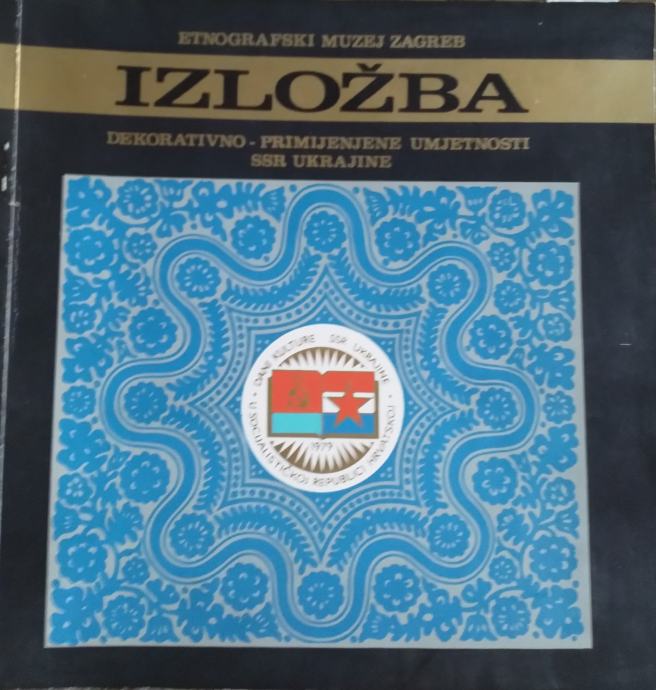 ETNOGRAFSKI MUZEJ ZAGREB
IZLOŽBA
DEKORATIVNO - PRIMIJENJENE UMJETNOSTI
SSR UKRAJINE
DANI KULTURE SSR UKRAJINE
• U SOCIJALISTIČKOJ REPUBLICI HRVATSKOJ •
1979